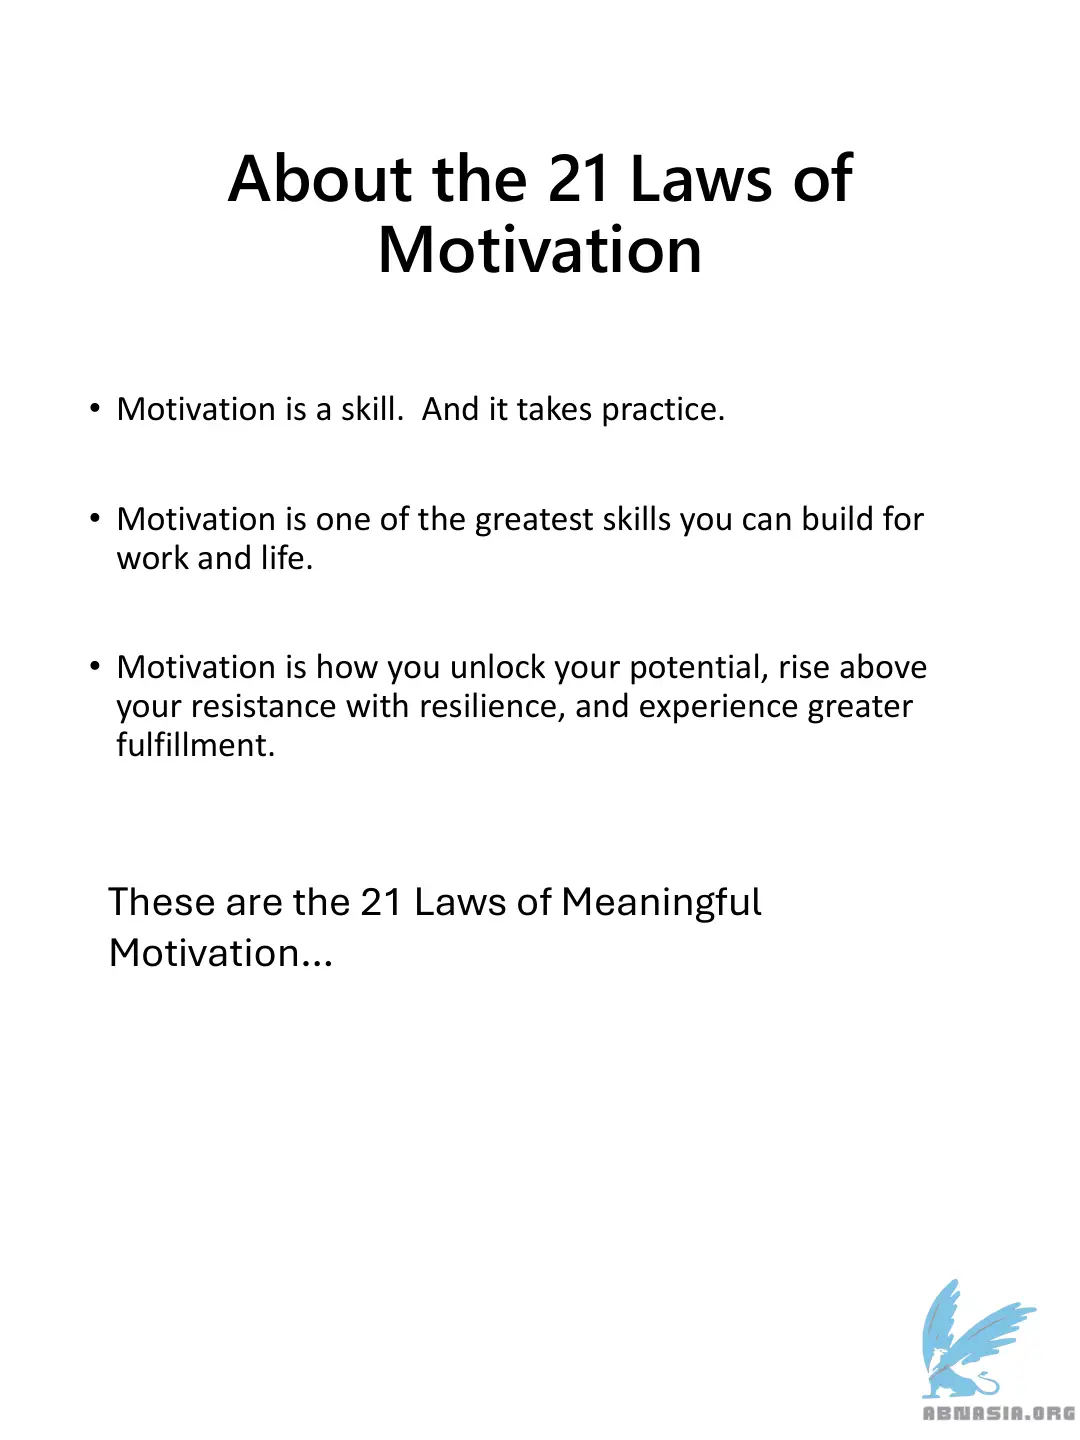 About the 21 Laws of
Motivation
• Motivation is a skill.  And it takes practice.
• Motivation is one of the greatest skills you can build for
work and life.
• Motivation is how you unlock your potential, rise above
your resistance with resilience, and experience greater
fulfillment.
These are the 21 Laws of Meaningful
Motivation...
ABNASIA.ORG